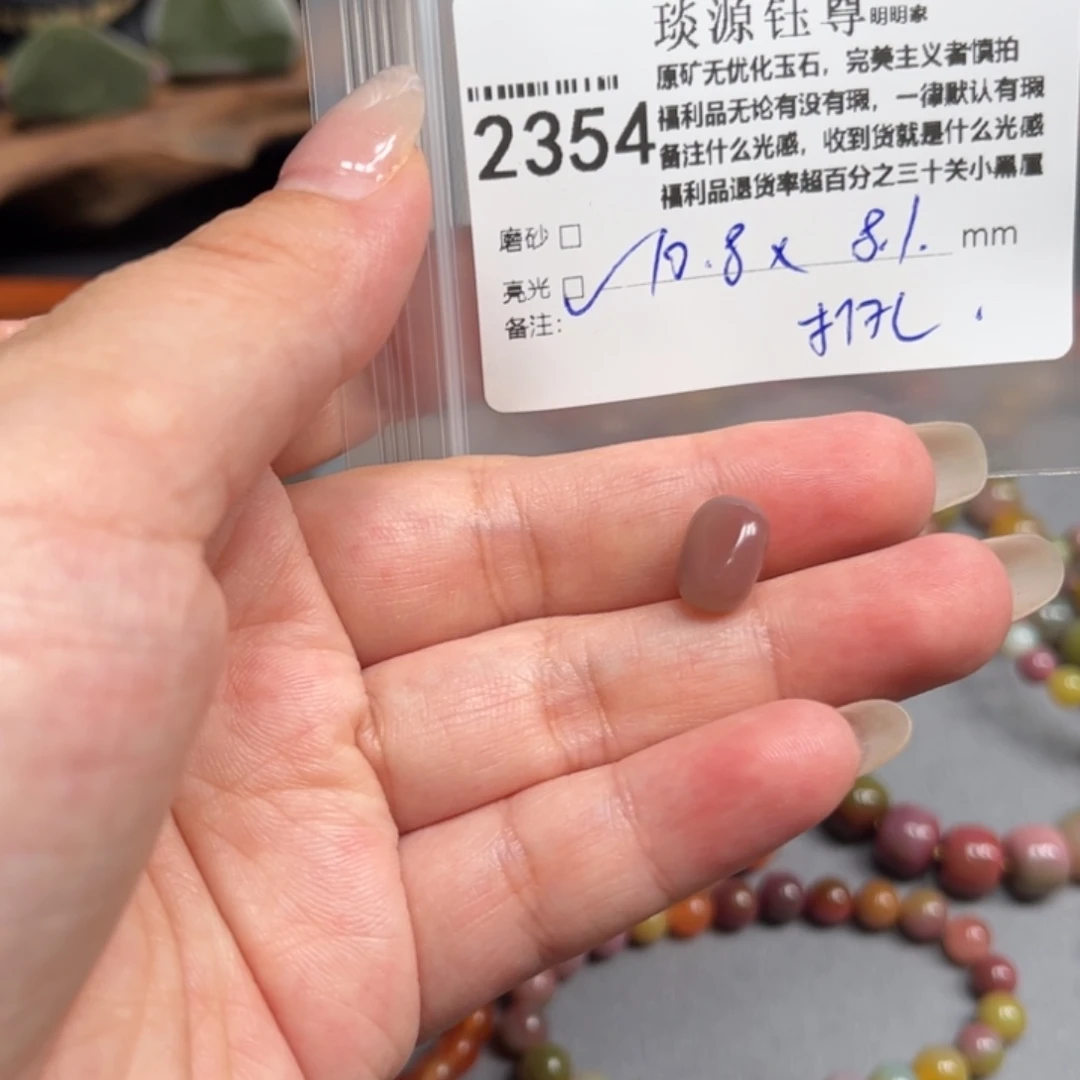 琰源钰尊明明家
原矿无优化玉石，完美主义者慎拍
福利品无论有没有瑕，一律默认有瑕
备注什么光感，收到货就是什么光感
福利品退货率超百分之三十关小黑屋
2354
磨砂 □
亮光 □ 10.8 x 8.1. mm
备注： 打孔.